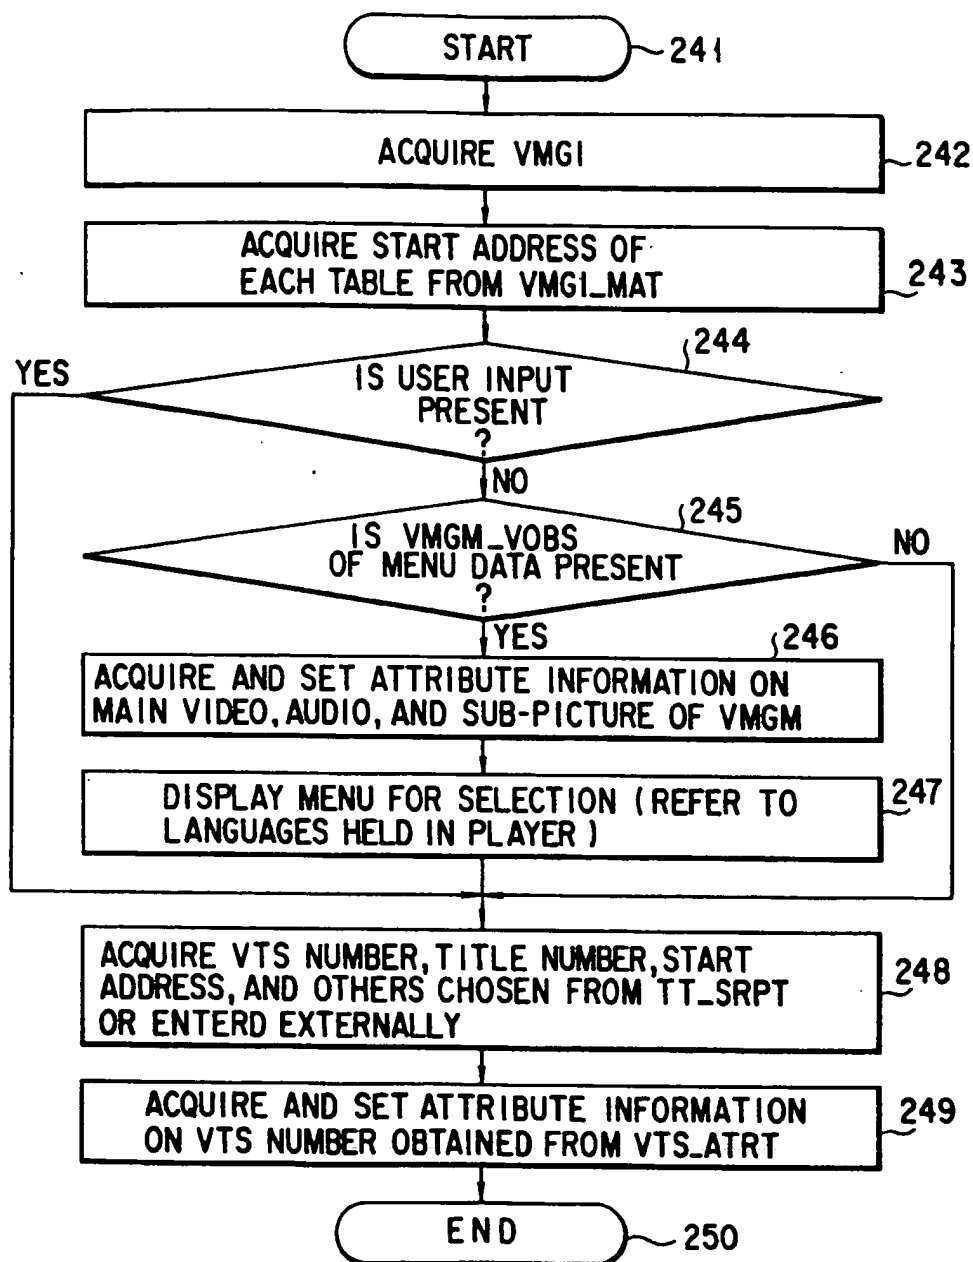 START
241
ACQUIRE VMGI
242
ACQUIRE START ADDRESS OF
EACH TABLE FROM VMGI_MAT
243
244
YES
IS USER INPUT
PRESENT
?
NO
245
IS VMGM_VOBS
OF MENU DATA PRESENT
?
NO
YES
246
ACQUIRE AND SET ATTRIBUTE INFORMATION ON
MAIN VIDEO, AUDIO, AND SUB-PICTURE OF VMGM
DISPLAY MENU FOR SELECTION (REFER TO
LANGUAGES HELD IN PLAYER)
247
ACQUIRE VTS NUMBER, TITLE NUMBER, START
ADDRESS, AND OTHERS CHOSEN FROM TT_SRPT
OR ENTERD EXTERNALLY
248
ACQUIRE AND SET ATTRIBUTE INFORMATION
ON VTS NUMBER OBTAINED FROM VTS_ATRT
249
END
250